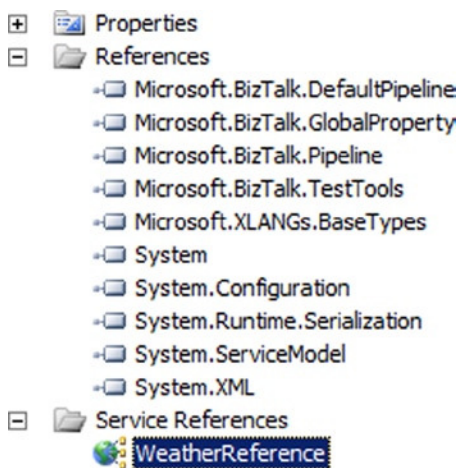 Properties
References
Microsoft.BizTalk.DefaultPipeline
Microsoft.BizTalk.GlobalProperty
Microsoft.BizTalk.Pipeline
Microsoft.BizTalk.TestTools
Microsoft.XLANGs.BaseTypes
System
System.Configuration
System.Runtime.Serialization
System.ServiceModel
System.XML
Service References
WeatherReference